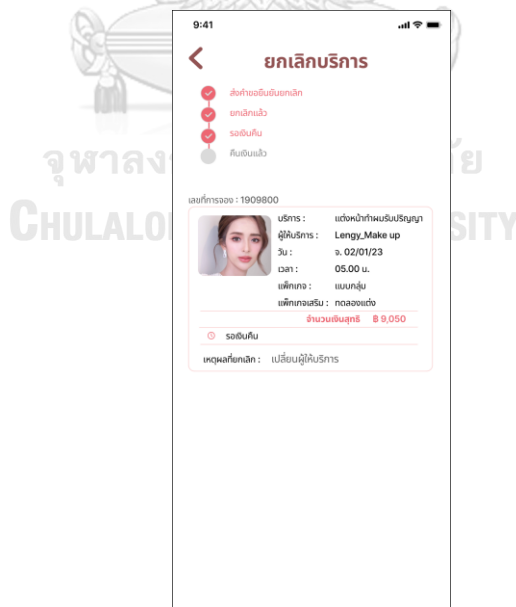 9:41
ยกเลิกบริการ
ส่งคำขอยืนยันยกเลิก
ยกเลิกแล้ว
รอเงินคืน
คืนเงินแล้ว
เลขที่การจอง : 1909800
บริการ : แต่งหน้าทำผมรับปริญญา
ผู้ให้บริการ : Lengy_Make up
วัน : จ. 02/01/23
เวลา : 05.00 น.
แพ็กเกจ : แบบกลุ่ม
แพ็กเกจเสริม : ทดลองแต่ง
จำนวนเงินสุทธิ ฿ 9,050
รอเงินคืน
เหตุผลที่ยกเลิก : เปลี่ยนผู้ให้บริการ